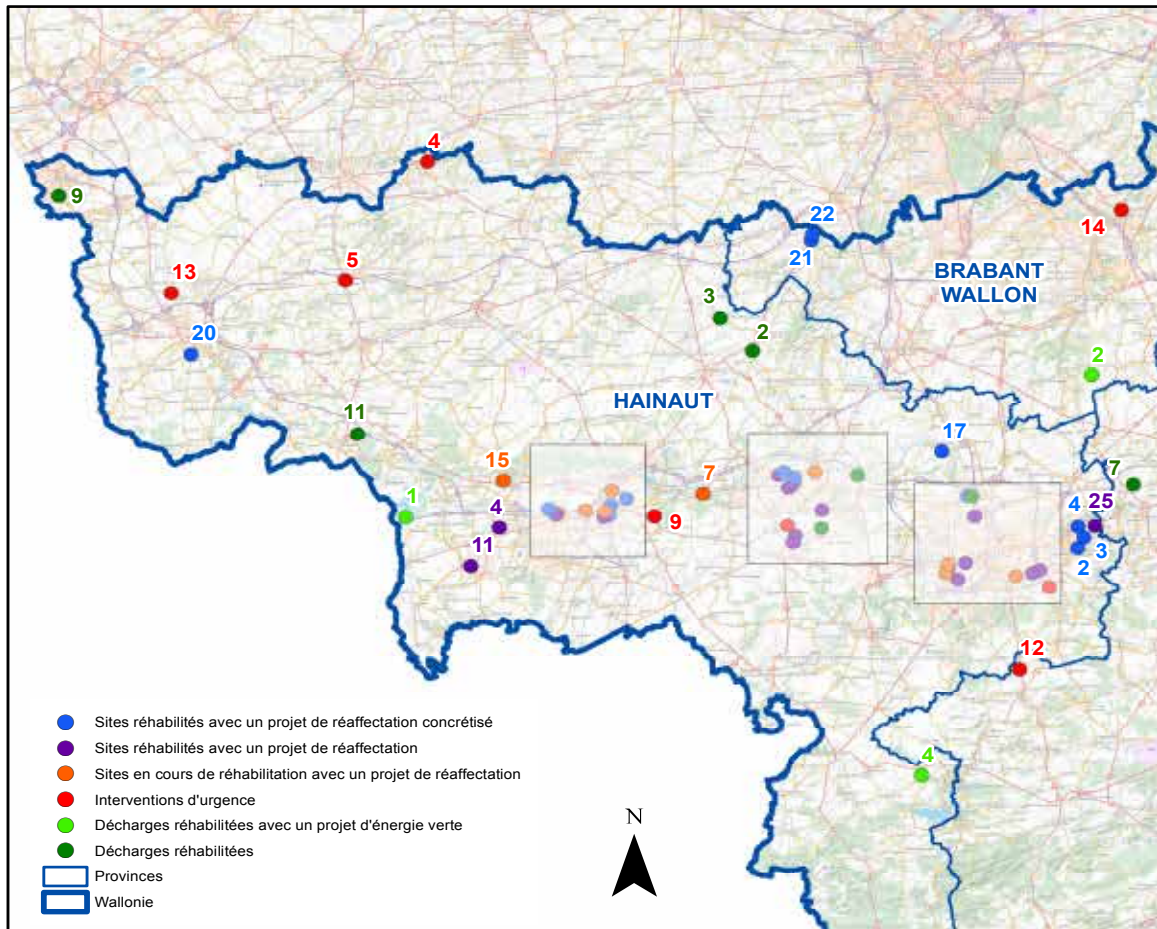 4
9
22
14
21
13
5
BRABANT
WALLON
3
20
2
2
HAINAUT
11
17
15
7
7
1
4
4
25
9
3
11
2
12
4
Sites réhabilités avec un projet de réaffectation concrétisé
Sites réhabilités avec un projet de réaffectation
Sites en cours de réhabilitation avec un projet de réaffectation
Interventions d'urgence
Décharges réhabilitées avec un projet d'énergie verte
Décharges réhabilitées
Provinces
Wallonie
N